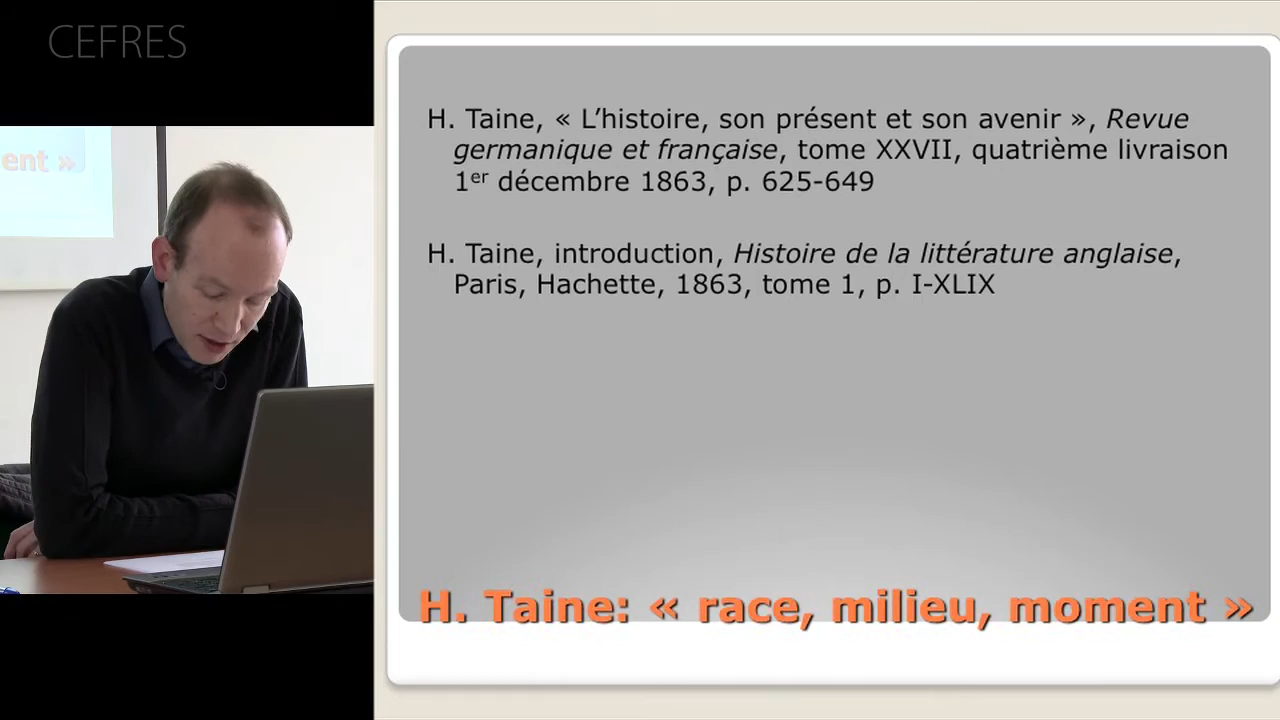 CEFRES
ent »
H. Taine, « L’histoire, son présent et son avenir », Revue
germanique et française, tome XXVII, quatrième livraison
1er décembre 1863, p. 625-649
H. Taine, introduction, Histoire de la littérature anglaise,
Paris, Hachette, 1863, tome 1, p. I-XLIX
H. Taine: « race, milieu, moment »